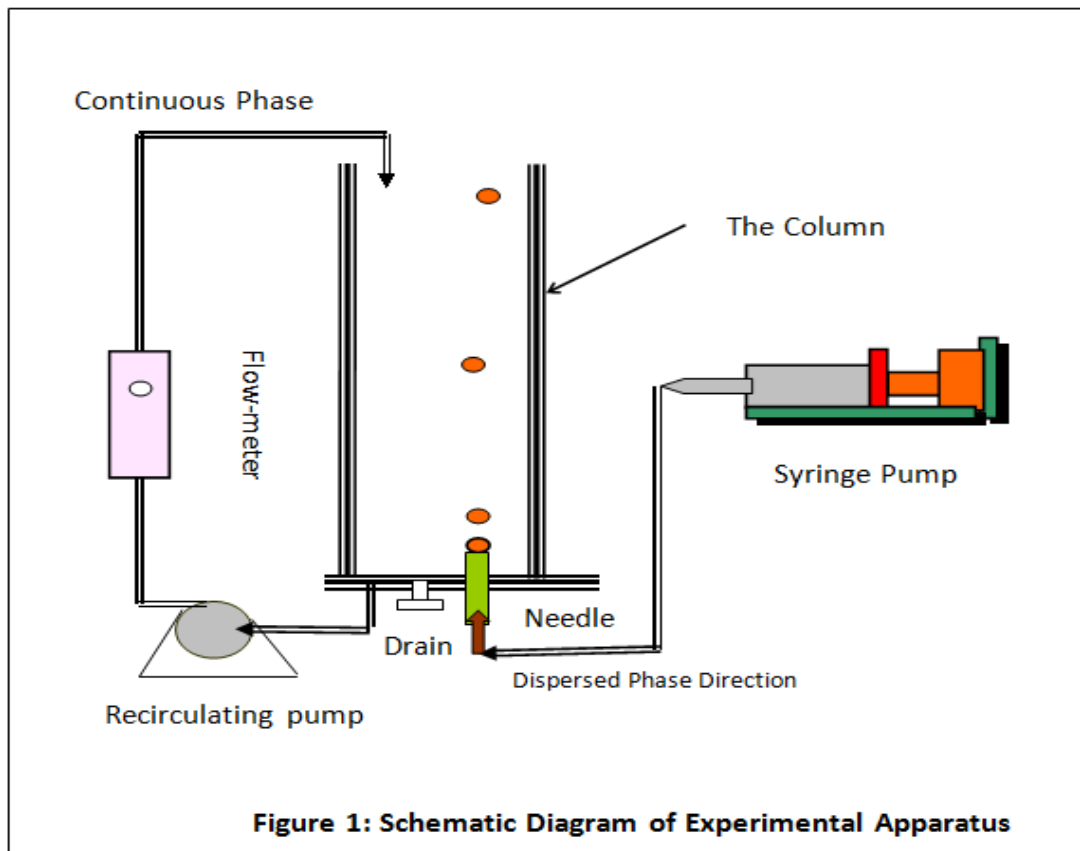 Continuous Phase
The Column
Flow-meter
Syringe Pump
Needle
Drain
Dispersed Phase Direction
Recirculating pump
Figure 1: Schematic Diagram of Experimental Apparatus